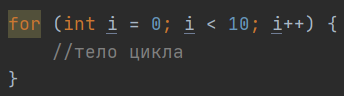 for (int i = 0; i < 10; i++) {
    //тело цикла
}